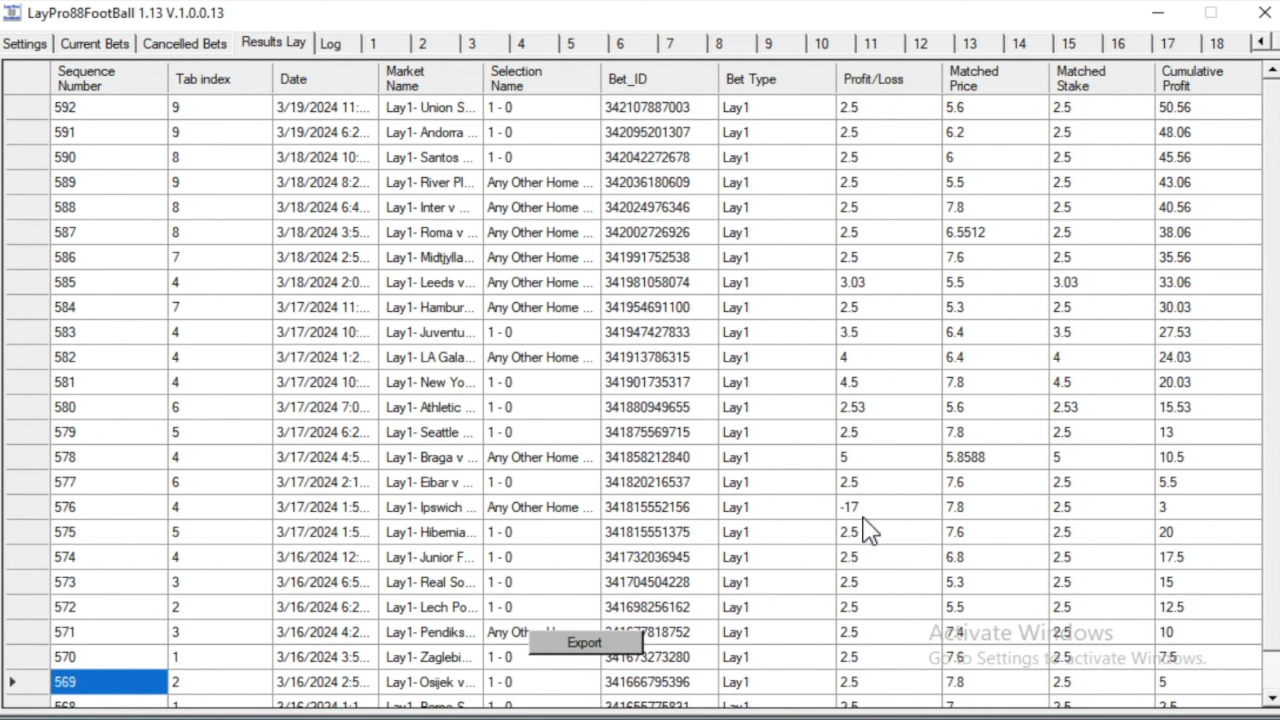 LayPro88FootBall 1.13 V.1.0.0.13
Settings Current Bets Cancelled Bets Results Lay Log 1 2 3 4 5 6 7 8 9 10 11 12 13 14 15 16 17 18
Sequence Number Tab index Date Market Name Selection Name Bet_ID Bet Type Profit/Loss Matched Price Matched Stake Cumulative Profit
592 9 3/19/2024 11:... Lay1- Union S... 1 - 0 342107887003 Lay1 2.5 5.6 2.5 50.56
591 9 3/19/2024 6:2... Lay1- Andorra ... 1 - 0 342095201307 Lay1 2.5 6.2 2.5 48.06
590 8 3/18/2024 10:... Lay1- Santos ... 1 - 0 342042272678 Lay1 2.5 6 2.5 45.56
589 9 3/18/2024 8:2... Lay1- River Pl... Any Other Home ... 342036180609 Lay1 2.5 5.5 2.5 43.06
588 8 3/18/2024 6:4... Lay1- Inter v ... Any Other Home ... 342024976346 Lay1 2.5 7.8 2.5 40.56
587 8 3/18/2024 3:5... Lay1- Roma v ... Any Other Home ... 342002726926 Lay1 2.5 6.5512 2.5 38.06
586 7 3/18/2024 2:5... Lay1- Midtjylla... Any Other Home ... 341991752538 Lay1 2.5 7.6 2.5 35.56
585 4 3/18/2024 2:0... Lay1- Leeds v... Any Other Home ... 341981058074 Lay1 3.03 5.5 3.03 33.06
584 7 3/17/2024 11:... Lay1- Hambur... Any Other Home ... 341954691100 Lay1 2.5 5.3 2.5 30.03
583 4 3/17/2024 10:... Lay1- Juventu... 1 - 0 341947427833 Lay1 3.5 6.4 3.5 27.53
582 4 3/17/2024 1:2... Lay1- LA Gala... Any Other Home ... 341913786315 Lay1 4 6.4 4 24.03
581 4 3/17/2024 10:... Lay1- New Yo... 1 - 0 341901735317 Lay1 4.5 7.8 4.5 20.03
580 6 3/17/2024 7:0... Lay1- Athletic ... 1 - 0 341880949655 Lay1 2.53 5.6 2.53 15.53
579 5 3/17/2024 6:2... Lay1- Seattle ... 1 - 0 341875569715 Lay1 2.5 7.8 2.5 13
578 4 3/17/2024 4:5... Lay1- Braga v ... Any Other Home ... 341858212840 Lay1 5 5.8588 5 10.5
577 6 3/17/2024 2:1... Lay1- Eibar v ... 1 - 0 341820216537 Lay1 2.5 7.6 2.5 5.5
576 4 3/17/2024 1:5... Lay1- Ipswich ... Any Other Home ... 341815552156 Lay1 -17 7.8 2.5 3
575 5 3/17/2024 1:5... Lay1- Hibernia... 1 - 0 341815551375 Lay1 2.5 7.6 2.5 20
574 4 3/16/2024 12:... Lay1- Junior F... 1 - 0 341732036945 Lay1 2.5 6.8 2.5 17.5
573 3 3/16/2024 6:5... Lay1- Real So... 1 - 0 341704504228 Lay1 2.5 5.3 2.5 15
572 2 3/16/2024 6:2... Lay1- Lech Po... 1 - 0 341698256162 Lay1 2.5 5.5 2.5 12.5
571 3 3/16/2024 4:2... Lay1- Pendiks... Any 7818752 Lay1 2.5 7.4 2.5 10
Export
Activate Windows
570 1 3/16/2024 3:5... Lay1- Zaglebi... 1 - 0 341673273280 Lay1 2.5 7.6 2.5 7.5
Go to Settings to activate Windows.
569 2 3/16/2024 2:5... Lay1- Osijek v... 1 - 0 341666795396 Lay1 2.5 7.8 2.5 5
568 1 Lay1 2.5 7 2.5 2.5